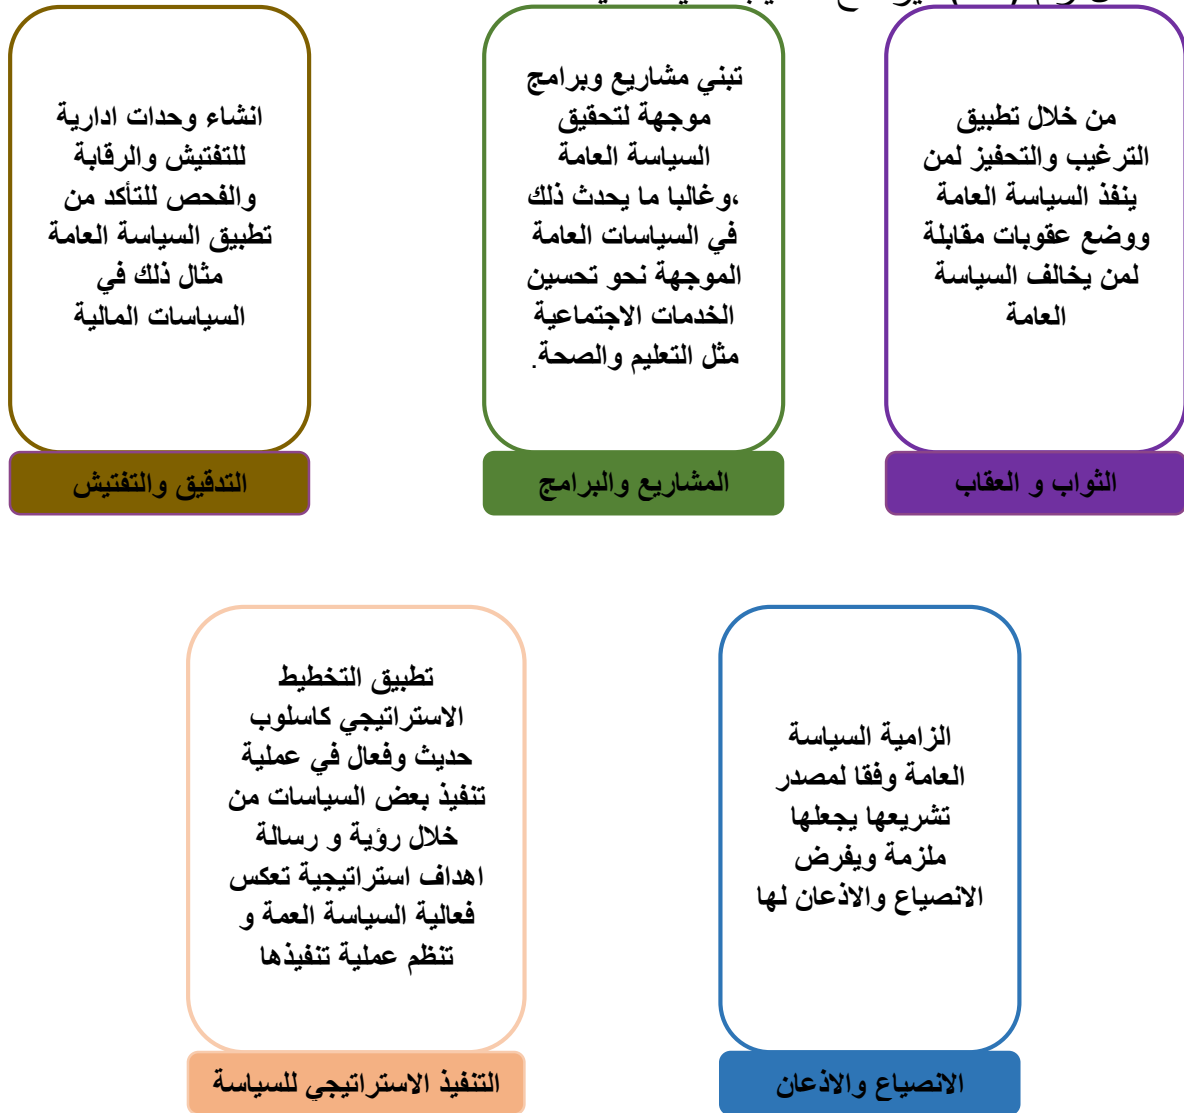 من خلال تطبيق
الترغيب والتحفيز لمن
ينفذ السياسة العامة
ووضع عقوبات مقابلة
لمن يخالف السياسة
العامة
الثواب و العقاب
تبني مشاريع وبرامج
موجهة لتحقيق
السياسة العامة
،وغالبا ما يحدث ذلك
في السياسات العامة
الموجهة نحو تحسين
الخدمات الاجتماعية
مثل التعليم والصحة.
المشاريع والبرامج
انشاء وحدات ادارية
للتفتيش والرقابة
والفحص للتأكد من
تطبيق السياسة العامة
مثال ذلك في
السياسات المالية
التدقيق والتفتيش
الزامية السياسة
العامة وفقا لمصدر
تشريعها يجعلها
ملزمة ويفرض
الانصياع والاذعان لها
الانصياع والاذعان
تطبيق التخطيط
الاستراتيجي كاسلوب
حديث وفعال في عملية
تنفيذ بعض السياسات من
خلال رؤية و رسالة
اهداف استراتيجية تعكس
فعالية السياسة العمة و
تنظم عملية تنفيذها
التنفيذ الاستراتيجي للسياسة